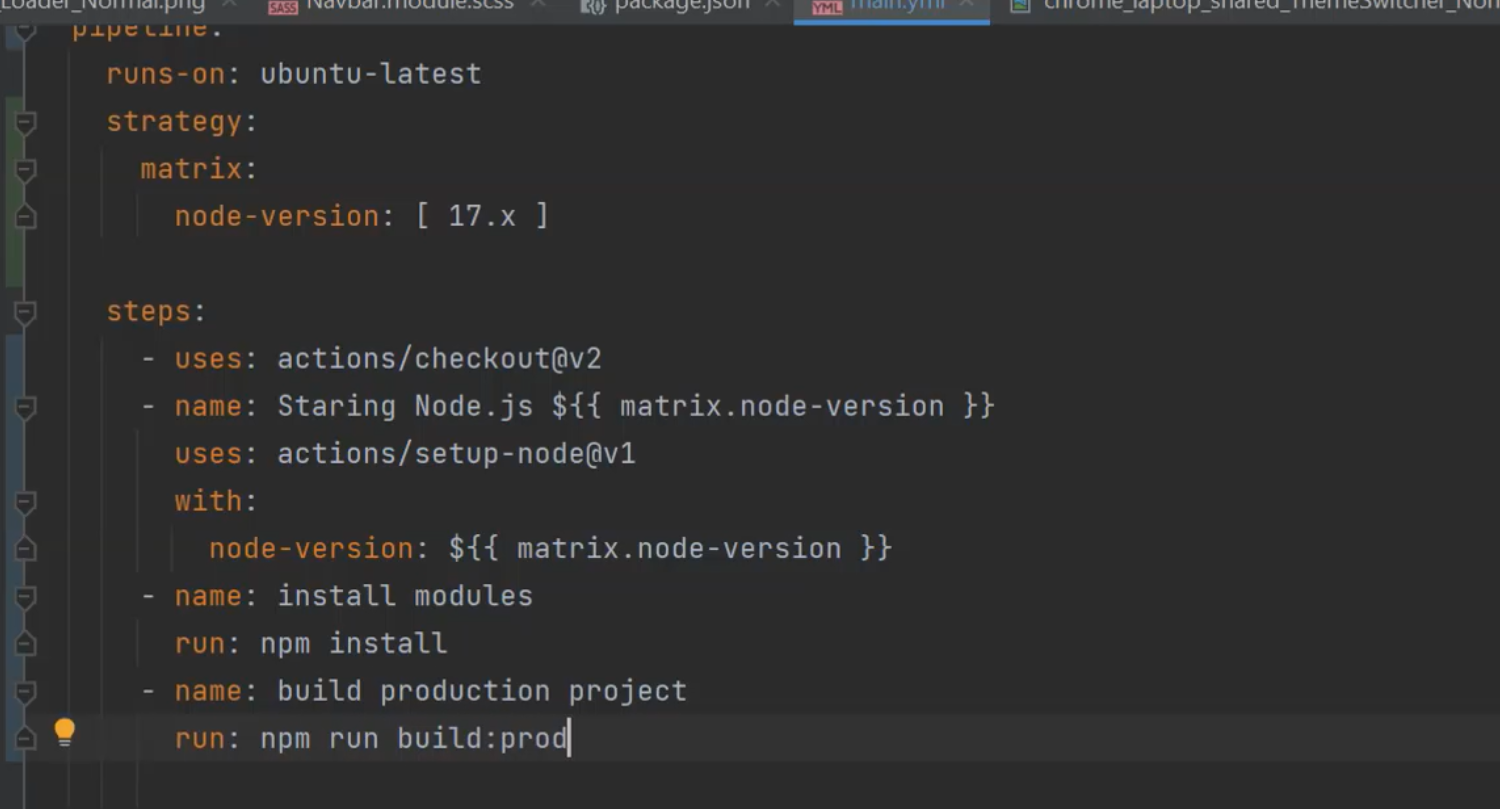 Loader_Normal.png
SASS Navbar.module.scss
package.json
YML main.yml
chrome_laptop_shared_ThemeSwitcher_Nor
pipeline:
runs-on: ubuntu-latest
strategy:
matrix:
node-version: [ 17.x ]
steps:
- uses: actions/checkout@v2
- name: Staring Node.js ${{ matrix.node-version }}
uses: actions/setup-node@v1
with:
node-version: ${{ matrix.node-version }}
- name: install modules
run: npm install
- name: build production project
run: npm run build:prod